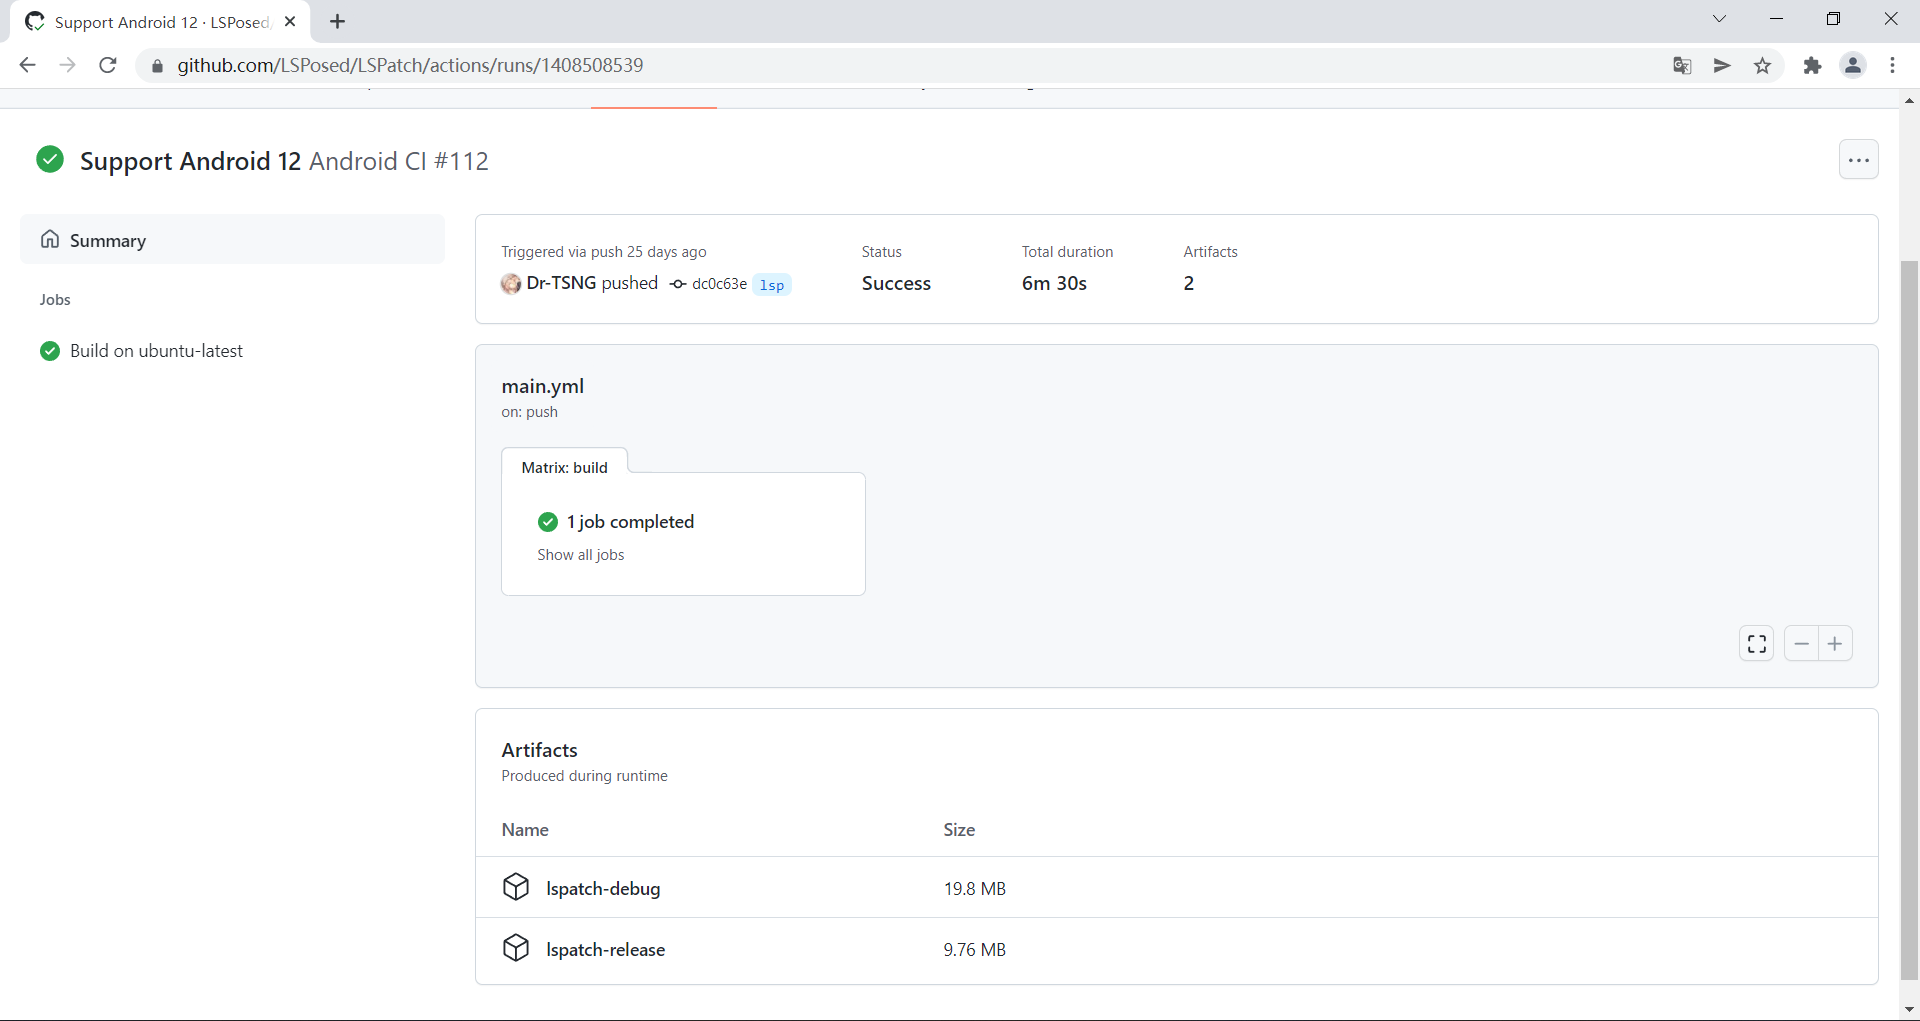 Support Android 12 · LSPosed
github.com/LSPosed/LSPatch/actions/runs/1408508539
Support Android 12 Android CI #112
Summary
Jobs
Build on ubuntu-latest
Triggered via push 25 days ago
Dr-TSNG pushed dc0c63e lsp
Status
Success
Total duration
6m 30s
Artifacts
2
main.yml
on: push
Matrix: build
1 job completed
Show all jobs
Artifacts
Produced during runtime
Name Size
lspatch-debug 19.8 MB
lspatch-release 9.76 MB